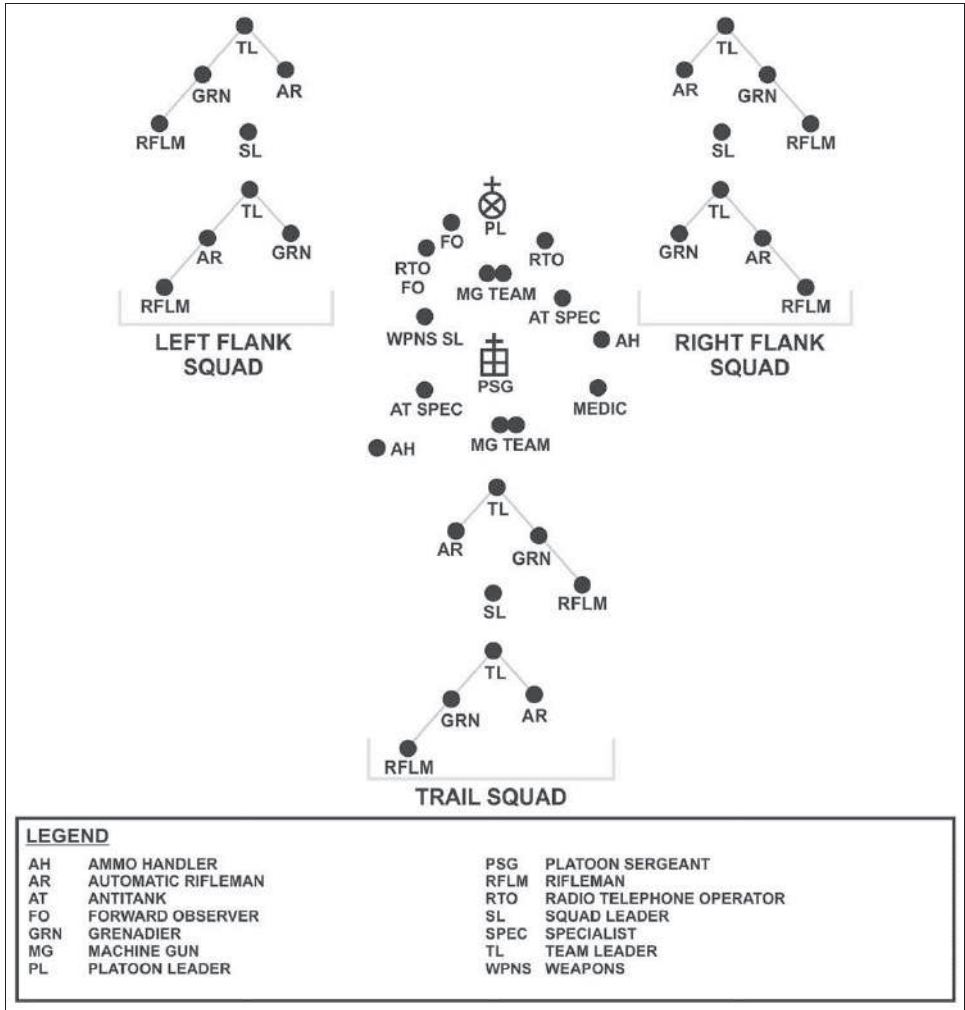 TL
GRN
AR
RFLM
SL
TL
AR
GRN
RFLM
LEFT FLANK
SQUAD
PL
FO
RTO
FO
RTO
MG TEAM
AT SPEC
WPNS SL
AH
PSG
AT SPEC
MEDIC
MG TEAM
AH
TL
AR
GRN
RFLM
SL
TL
GRN
AR
RFLM
RIGHT FLANK
SQUAD
TL
AR
GRN
RFLM
SL
TL
GRN
AR
RFLM
TRAIL SQUAD
LEGEND
AH AMMO HANDLER
AR AUTOMATIC RIFLEMAN
AT ANTITANK
FO FORWARD OBSERVER
GRN GRENADIER
MG MACHINE GUN
PL PLATOON LEADER
PSG PLATOON SERGEANT
RFLM RIFLEMAN
RTO RADIO TELEPHONE OPERATOR
SL SQUAD LEADER
SPEC SPECIALIST
TL TEAM LEADER
WPNS WEAPONS